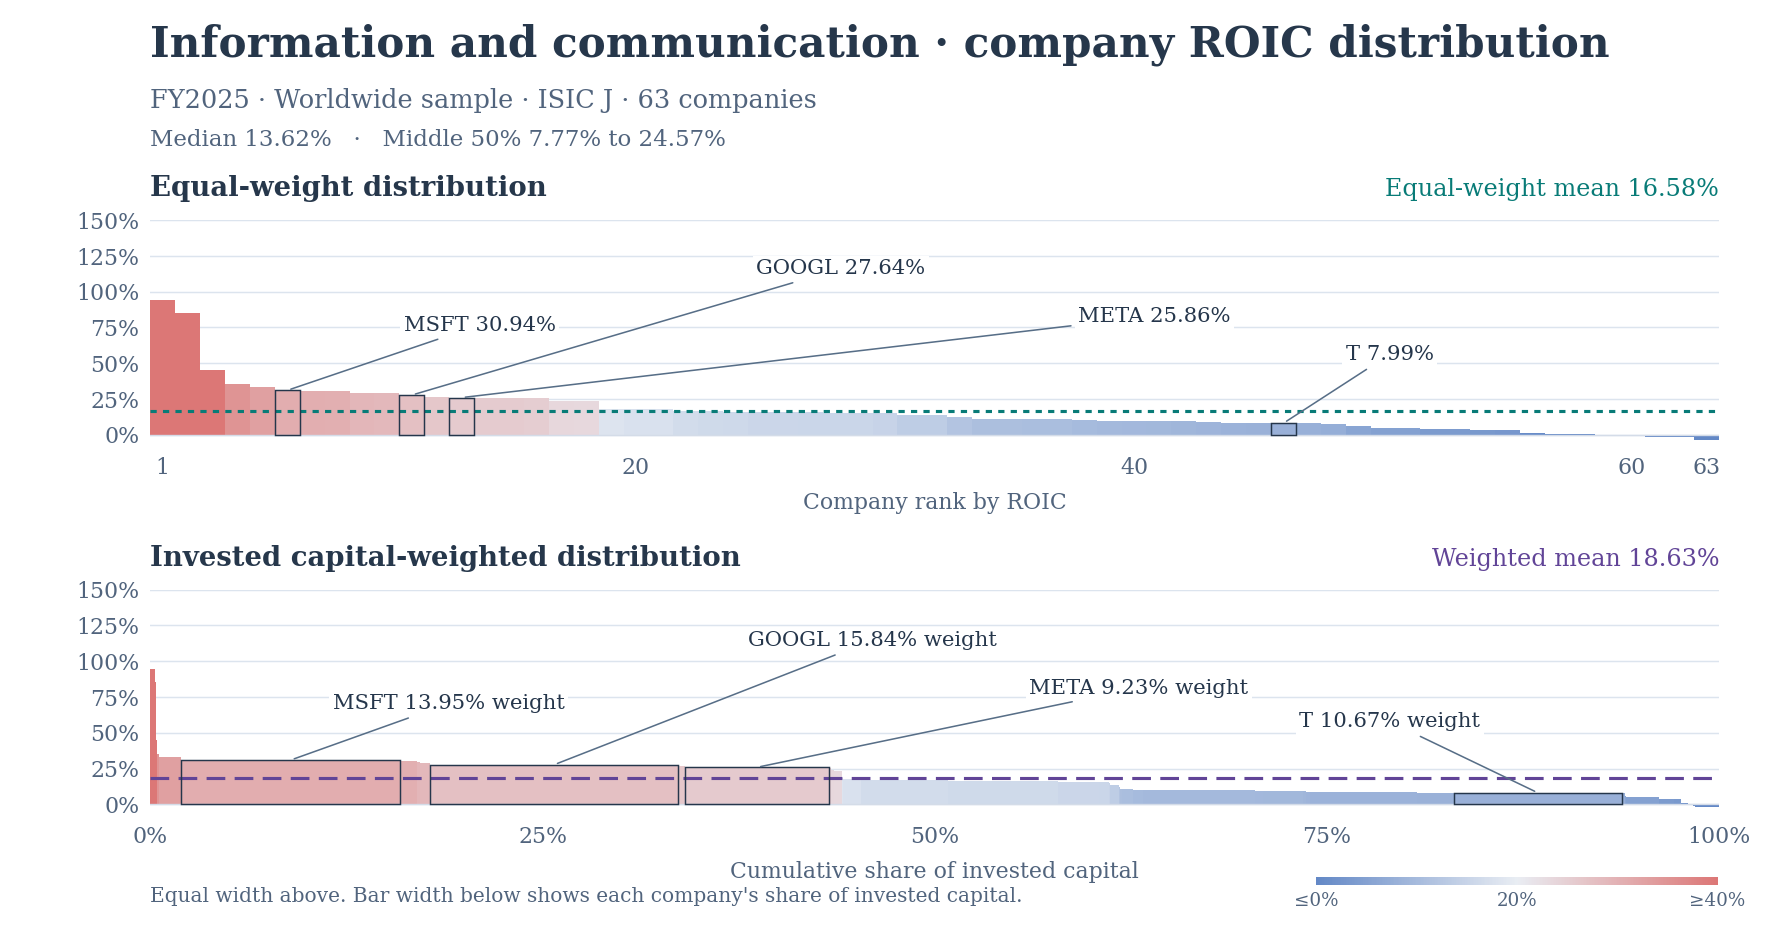 Information and communication · company ROIC distribution
FY2025 · Worldwide sample · ISIC J · 63 companies
Median 13.62% · Middle 50% 7.77% to 24.57%
Equal-weight distribution
Equal-weight mean 16.58%
150%
125%
100%
75%
50%
25%
0%
GOOGL 27.64%
MSFT 30.94%
META 25.86%
T 7.99%
1 20 40 60 63
Company rank by ROIC
Invested capital-weighted distribution
Weighted mean 18.63%
150%
125%
100%
75%
50%
25%
0%
GOOGL 15.84% weight
MSFT 13.95% weight
META 9.23% weight
T 10.67% weight
0% 25% 50% 75% 100%
Cumulative share of invested capital
Equal width above. Bar width below shows each company's share of invested capital.
≤0% 20% ≥40%